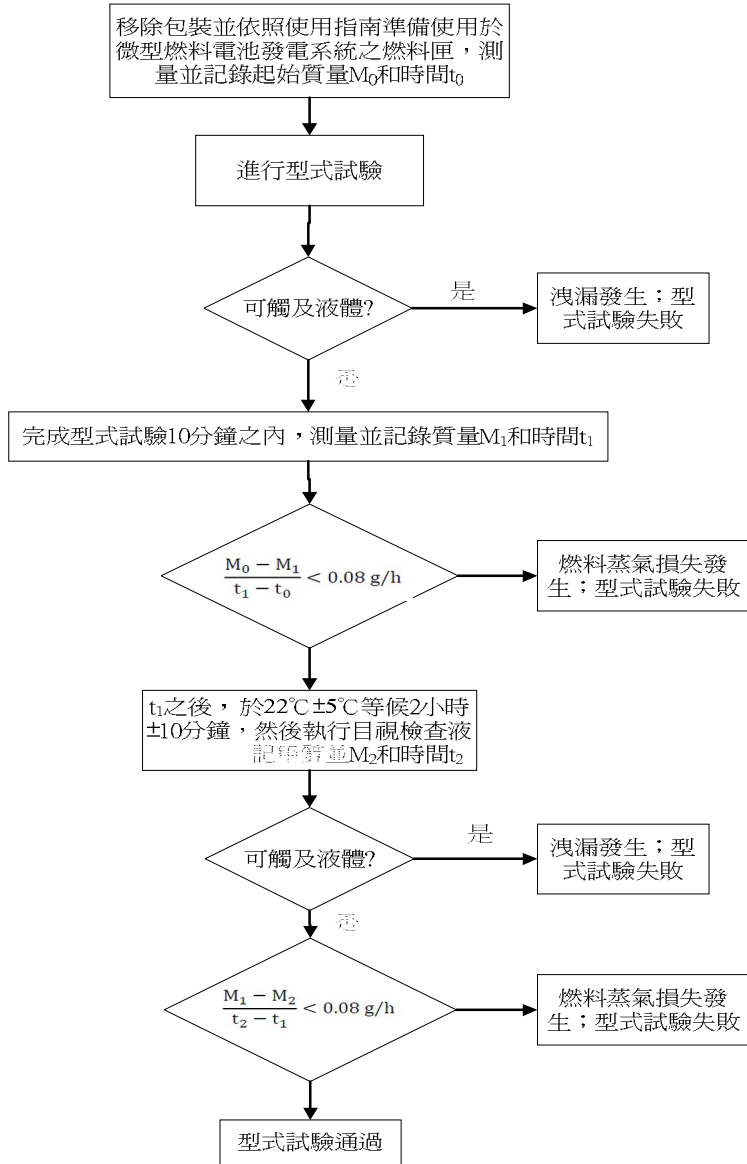 移除包裝並依照使用指南準備使用於
微型燃料電池發電系統之燃料匣，測
量並記錄起始質量M₀和時間t₀
進行型式試驗
可觸及液體?
是
洩漏發生；型
式試驗失敗
否
完成型式試驗10分鐘之內，測量並記錄質量M₁和時間t₁
(M₀ − M₁)/(t₁ − t₀) < 0.08 g/h
燃料蒸氣損失發
生；型式試驗失敗
t₁之後，於22℃±5℃等候2小時
±10分鐘，然後執行目視檢查液
M₂和時間t₂
可觸及液體?
是
洩漏發生；型
式試驗失敗
否
(M₁ − M₂)/(t₂ − t₁) < 0.08 g/h
燃料蒸氣損失發
生；型式試驗失敗
型式試驗通過